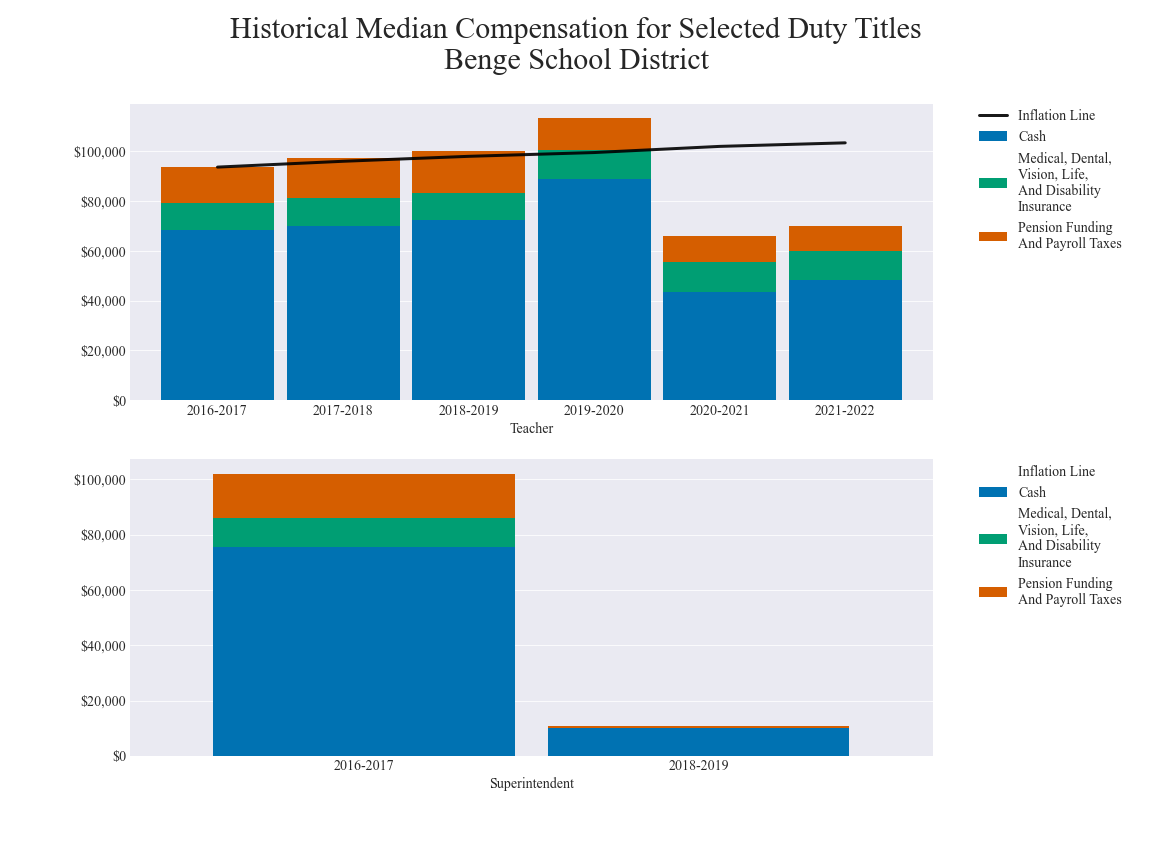 Historical Median Compensation for Selected Duty Titles
Benge School District
$100,000
$80,000
$60,000
$40,000
$20,000
$0
2016-2017
2017-2018
2018-2019
2019-2020
2020-2021
2021-2022
Teacher
Inflation Line
Cash
Medical, Dental,
Vision, Life,
And Disability
Insurance
Pension Funding
And Payroll Taxes
$100,000
$80,000
$60,000
$40,000
$20,000
$0
2016-2017
2018-2019
Superintendent
Inflation Line
Cash
Medical, Dental,
Vision, Life,
And Disability
Insurance
Pension Funding
And Payroll Taxes